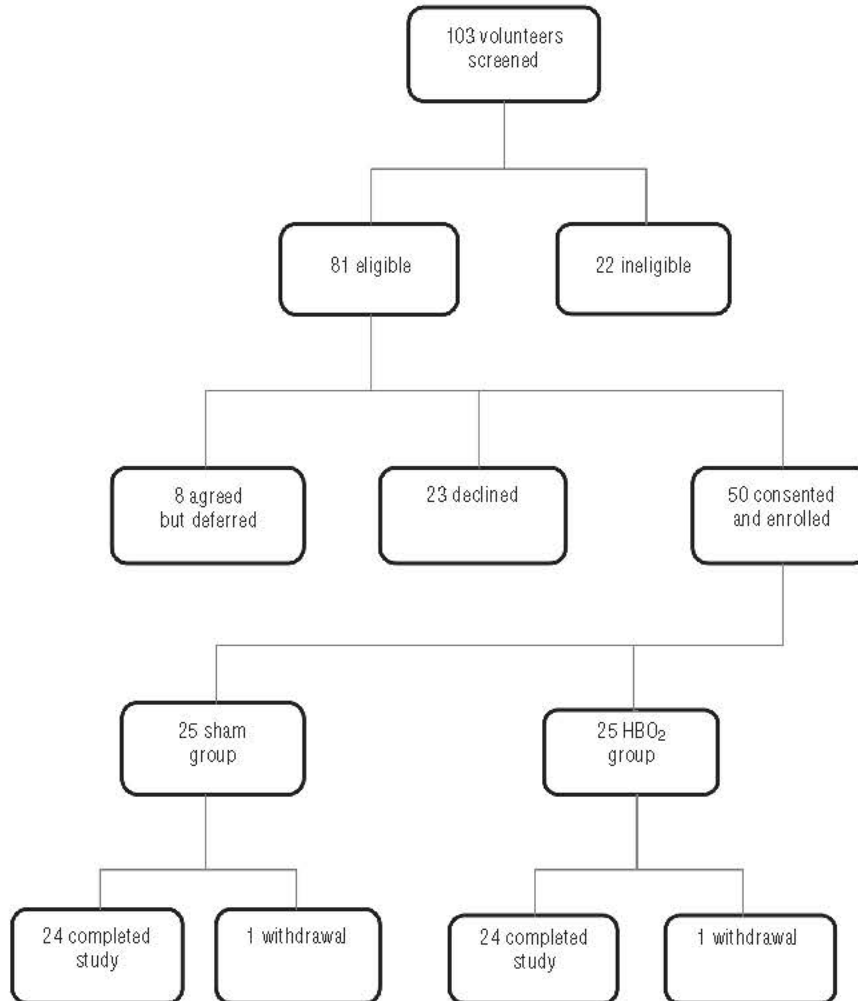 103 volunteers
screened
81 eligible
22 ineligible
8 agreed
but deferred
23 declined
50 consented
and enrolled
25 sham
group
25 HBO₂
group
24 completed
study
1 withdrawal
24 completed
study
1 withdrawal